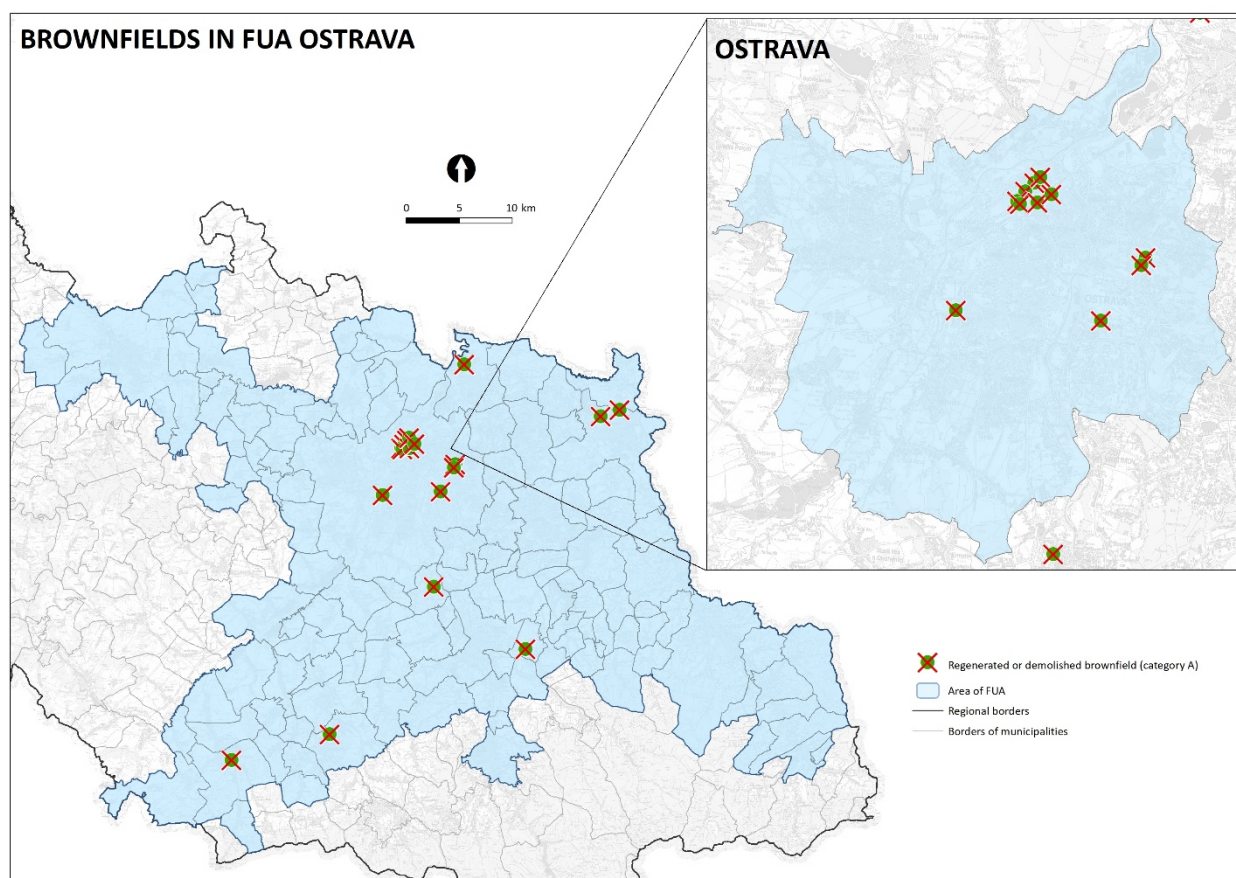 BROWNFIELDS IN FUA OSTRAVA
OSTRAVA
0 5 10 km
OSTRAVA
Regenerated or demolished brownfield (category A)
Area of FUA
Regional borders
Borders of municipalities